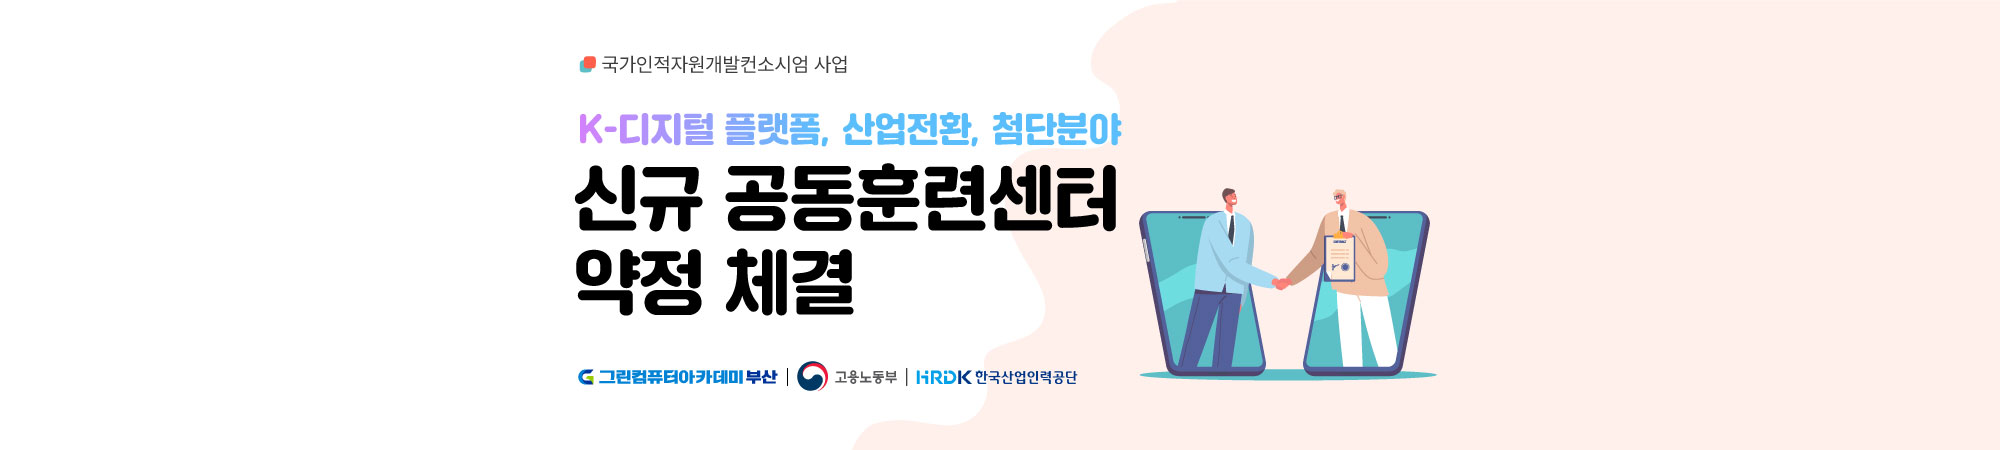 국가인적자원개발컨소시엄 사업
K-디지털 플랫폼, 산업전환, 첨단분야
신규 공동훈련센터
약정 체결
그린컴퓨터아카데미부산 | 고용노동부 | HRDK 한국산업인력공단